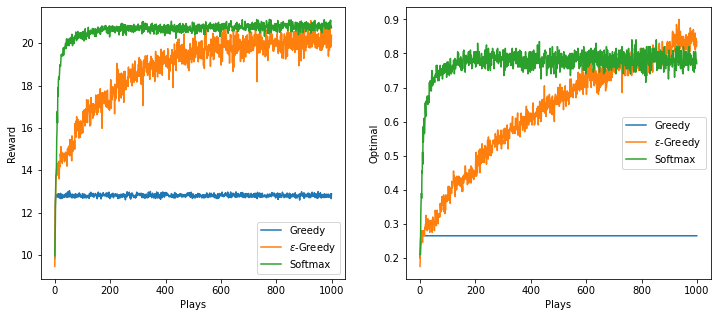 Reward
20
18
16
14
12
10
0 200 400 600 800 1000
Plays
Greedy
ε-Greedy
Softmax
Optimal
0.9
0.8
0.7
0.6
0.5
0.4
0.3
0.2
0 200 400 600 800 1000
Plays
Greedy
ε-Greedy
Softmax